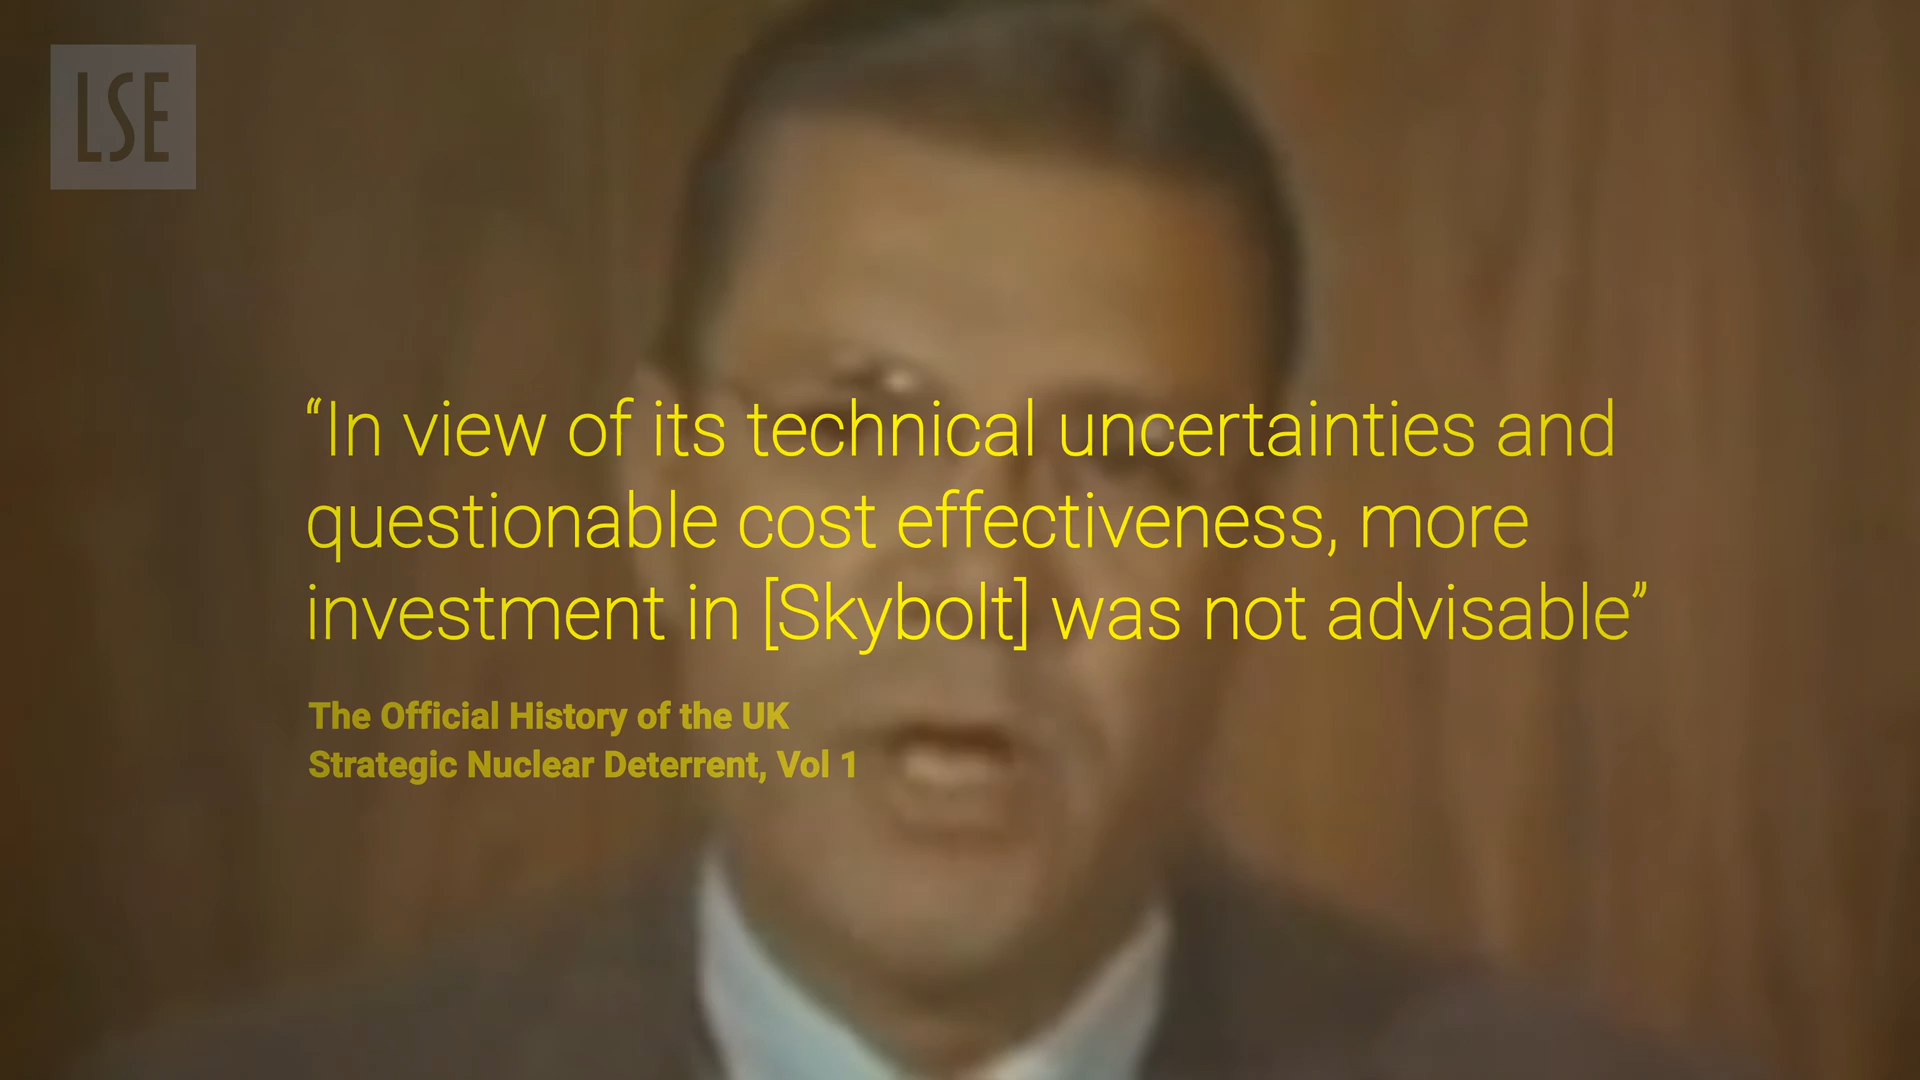 LSE
“In view of its technical uncertainties and
questionable cost effectiveness, more
investment in [Skybolt] was not advisable”
The Official History of the UK
Strategic Nuclear Deterrent, Vol 1